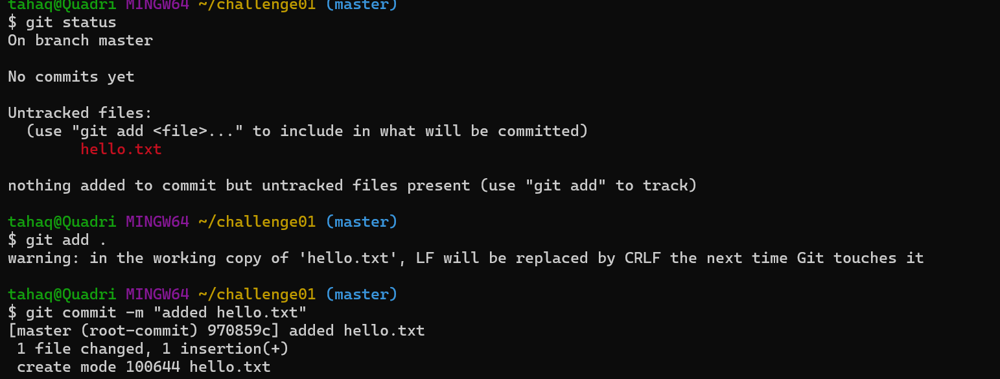 tahaq@Quadri MINGW64 ~/challenge01 (master)
$ git status
On branch master
No commits yet
Untracked files:
  (use "git add <file>..." to include in what will be committed)
        hello.txt
nothing added to commit but untracked files present (use "git add" to track)
tahaq@Quadri MINGW64 ~/challenge01 (master)
$ git add .
warning: in the working copy of 'hello.txt', LF will be replaced by CRLF the next time Git touches it
tahaq@Quadri MINGW64 ~/challenge01 (master)
$ git commit -m "added hello.txt"
[master (root-commit) 970859c] added hello.txt
 1 file changed, 1 insertion(+)
 create mode 100644 hello.txt